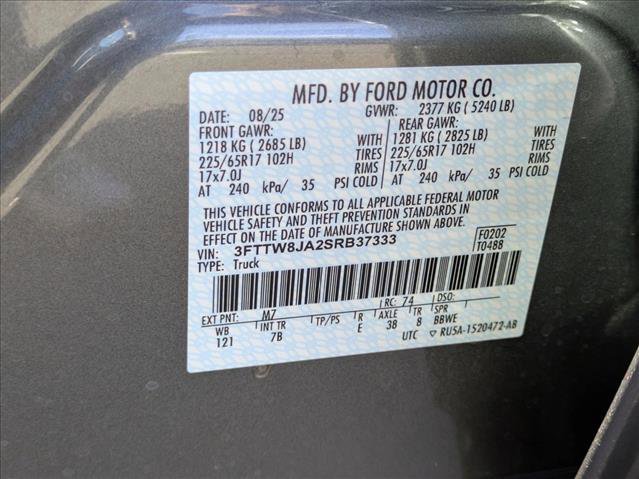 MFD. BY FORD MOTOR CO.
DATE: 08/25 GVWR: 2377 KG ( 5240 LB)
FRONT GAWR: REAR GAWR:
1218 KG ( 2685 LB) WITH 1281 KG ( 2825 LB) WITH
225/65R17 102H TIRES 225/65R17 102H TIRES
17x7.0J RIMS 17x7.0J RIMS
AT 240 kPa/ 35 PSI COLD AT 240 kPa/ 35 PSI COLD
THIS VEHICLE CONFORMS TO ALL APPLICABLE FEDERAL MOTOR
VEHICLE SAFETY AND THEFT PREVENTION STANDARDS IN
EFFECT ON THE DATE OF MANUFACTURE SHOWN ABOVE.
VIN: 3FTTW8JA2SRB37333 F0202
TYPE: Truck T0488
EXT PNT: M7 RC: 74 DSO:
WB INT TR TP/PS R AXLE TR SPR
121 7B E 38 8 BBWE
UTC ▽ RU5A-1520472-AB